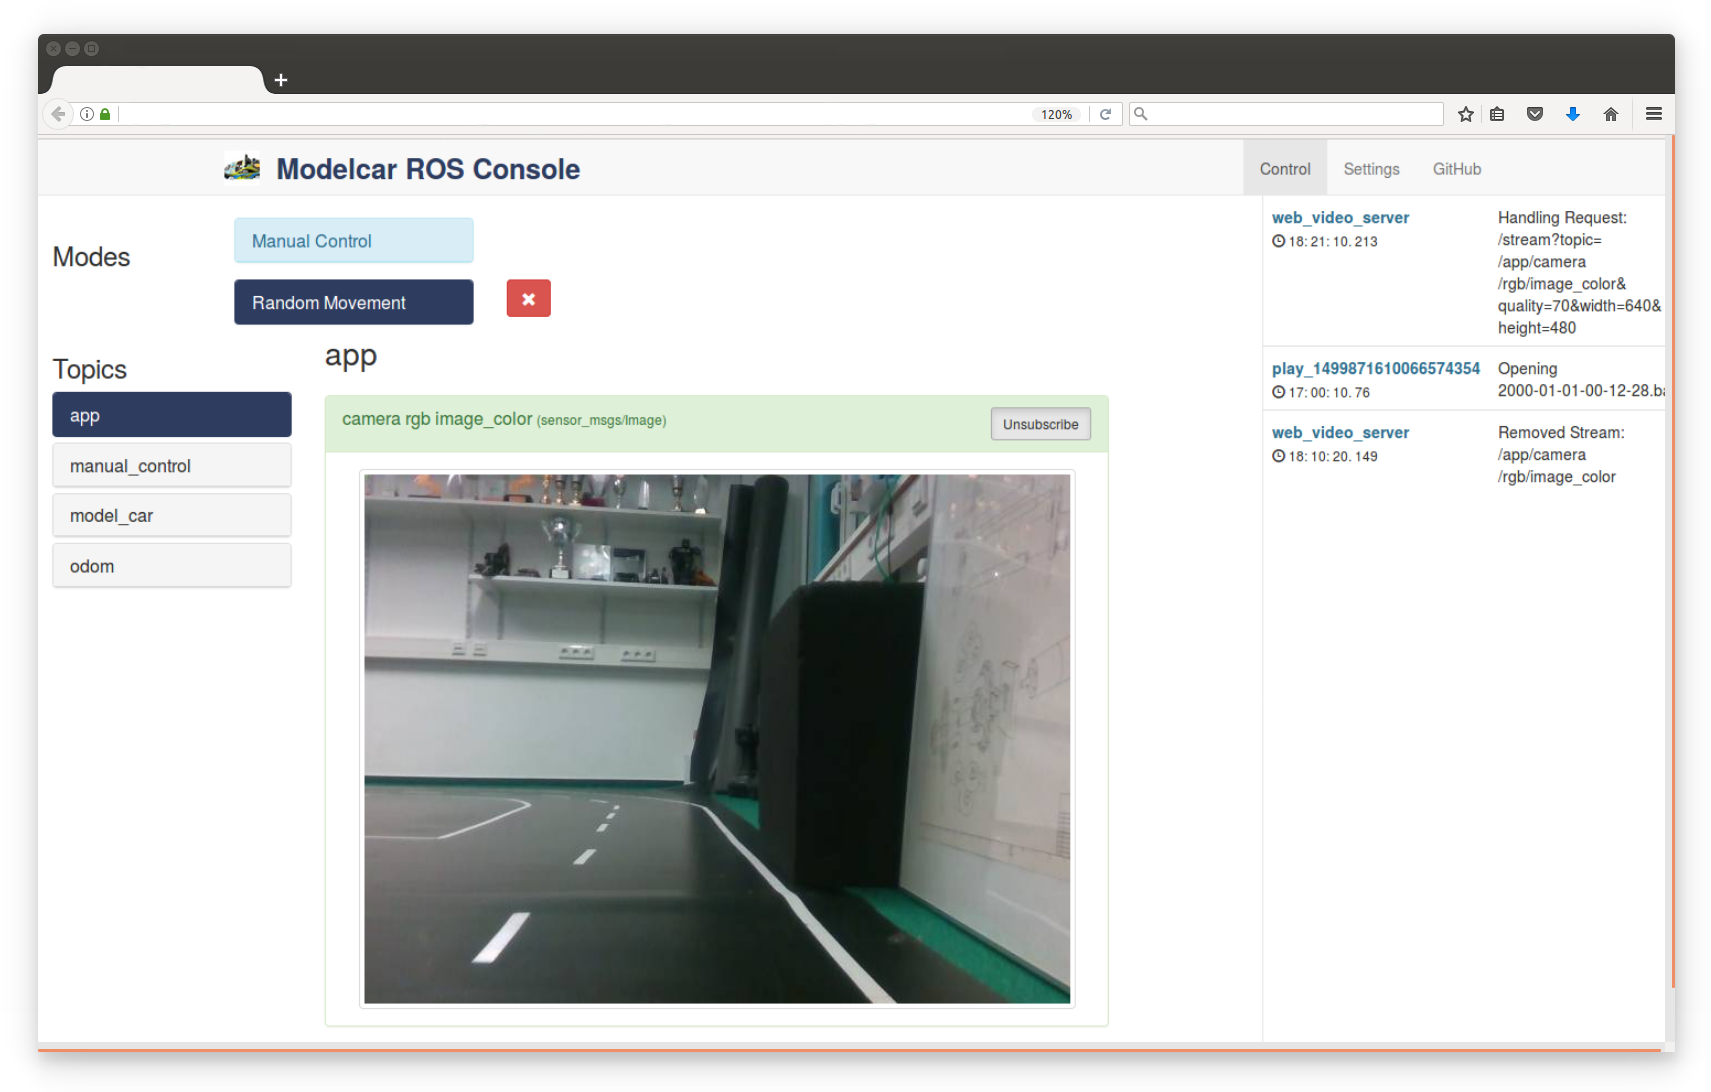 120%
Modelcar ROS Console
Control
Settings
GitHub
Modes
Manual Control
Random Movement
Topics
app
manual_control
model_car
odom
app
camera rgb image_color (sensor_msgs/Image)
Unsubscribe
web_video_server
18:21:10.213
Handling Request:
/stream?topic=
/app/camera
/rgb/image_color&
quality=70&width=640&
height=480
play_1499871610066574354
17:00:10.76
Opening
2000-01-01-00-12-28.ba
web_video_server
18:10:20.149
Removed Stream:
/app/camera
/rgb/image_color